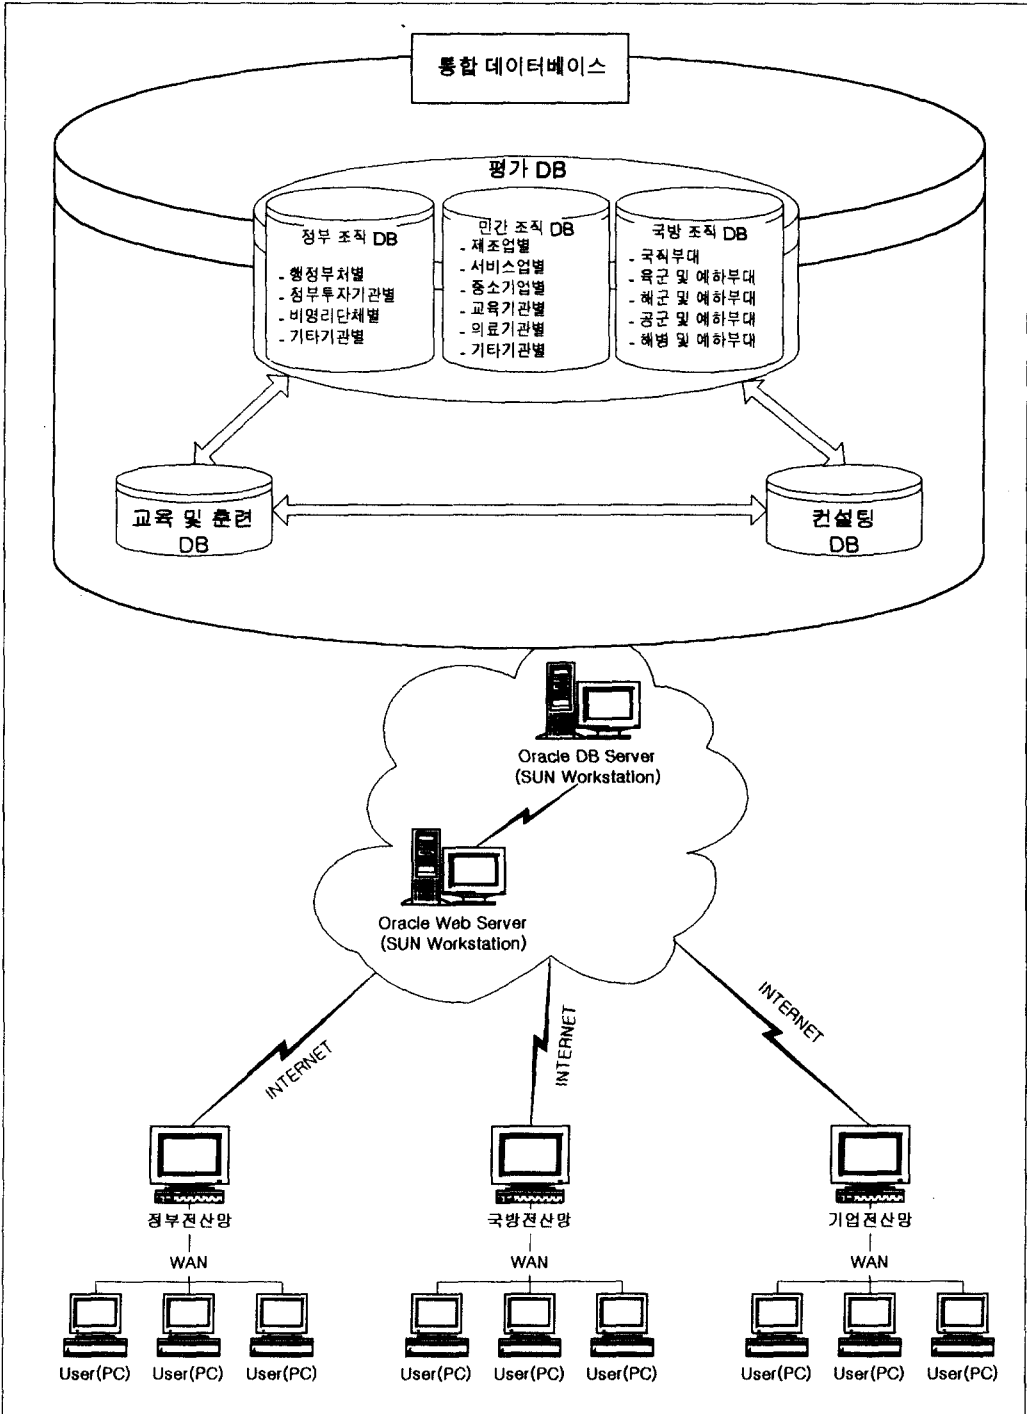 통합 데이터베이스
평가 DB
정부 조직 DB
- 행정부처별
- 정부투자기관별
- 비영리단체별
- 기타기관별
민간 조직 DB
- 제조업별
- 서비스업별
- 중소기업별
- 교육기관별
- 의료기관별
- 기타기관별
국방 조직 DB
- 국직부대
- 육군 및 예하부대
- 해군 및 예하부대
- 공군 및 예하부대
- 해병 및 예하부대
교육 및 훈련
DB
컨설팅
DB
Oracle DB Server
(SUN Workstation)
Oracle Web Server
(SUN Workstation)
INTERNET
INTERNET
INTERNET
정부전산망
국방전산망
기업전산망
WAN
WAN
WAN
User(PC) User(PC) User(PC)
User(PC) User(PC) User(PC)
User(PC) User(PC) User(PC)